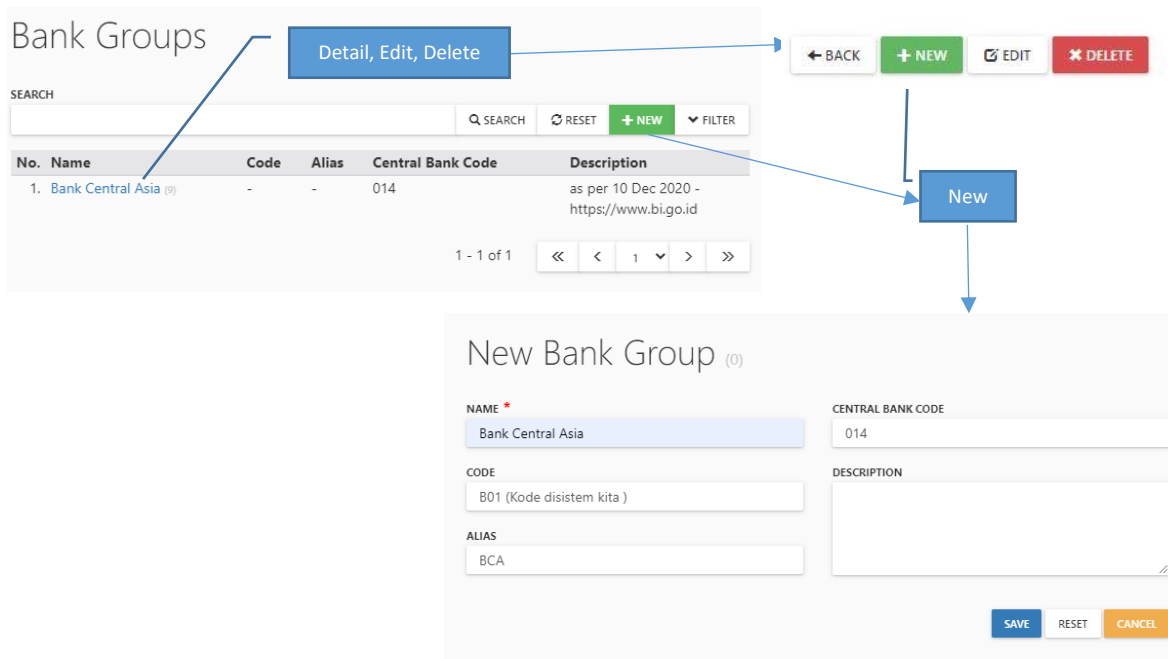 Bank Groups
Detail, Edit, Delete
BACK NEW EDIT DELETE
SEARCH
SEARCH RESET NEW FILTER
No. Name Code Alias Central Bank Code Description
1. Bank Central Asia (9) - - 014 as per 10 Dec 2020 -
https://www.bi.go.id
New
1 - 1 of 1 « < 1 > »
New Bank Group (0)
NAME * CENTRAL BANK CODE
Bank Central Asia 014
CODE DESCRIPTION
B01 (Kode disistem kita )
ALIAS
BCA
SAVE RESET CANCEL